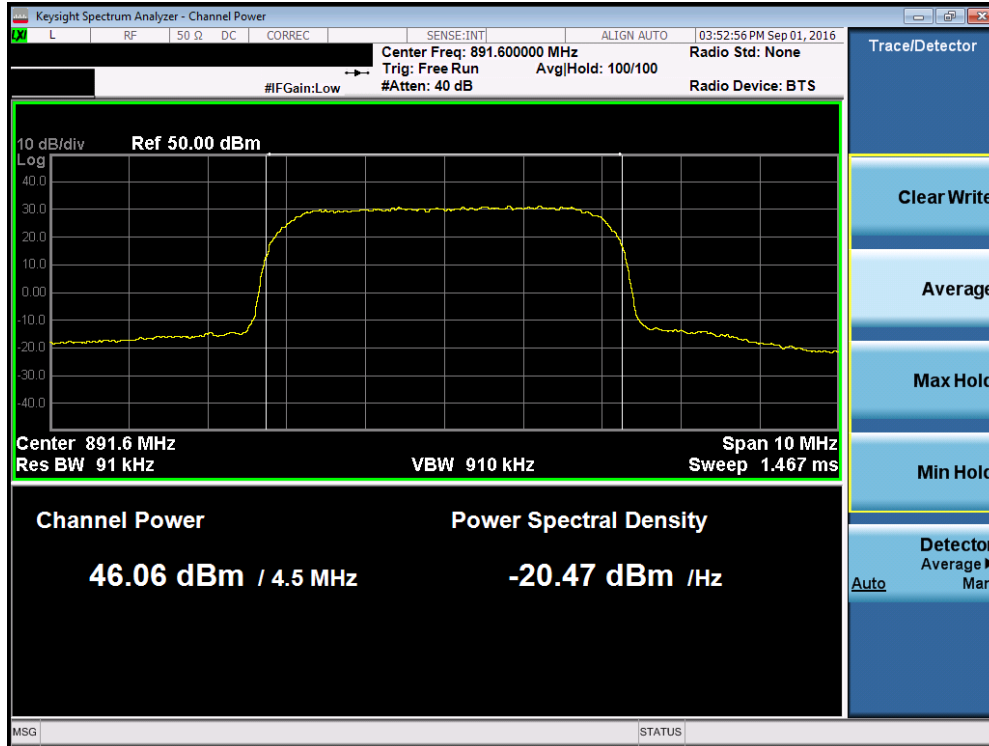 Keysight Spectrum Analyzer - Channel Power
LXI L RF 50 Ω DC CORREC SENSE:INT ALIGN AUTO 03:52:56 PM Sep 01, 2016
Center Freq: 891.600000 MHz Radio Std: None
Trig: Free Run Avg|Hold: 100/100
#IFGain:Low #Atten: 40 dB Radio Device: BTS
10 dB/div Ref 50.00 dBm
Log
40.0
30.0
20.0
10.0
0.00
-10.0
-20.0
-30.0
-40.0
Center 891.6 MHz Span 10 MHz
Res BW 91 kHz VBW 910 kHz Sweep 1.467 ms
Channel Power Power Spectral Density
46.06 dBm / 4.5 MHz -20.47 dBm /Hz
MSG STATUS
Trace/Detector
Clear Write
Average
Max Hold
Min Hold
Detector
Average
Auto Man